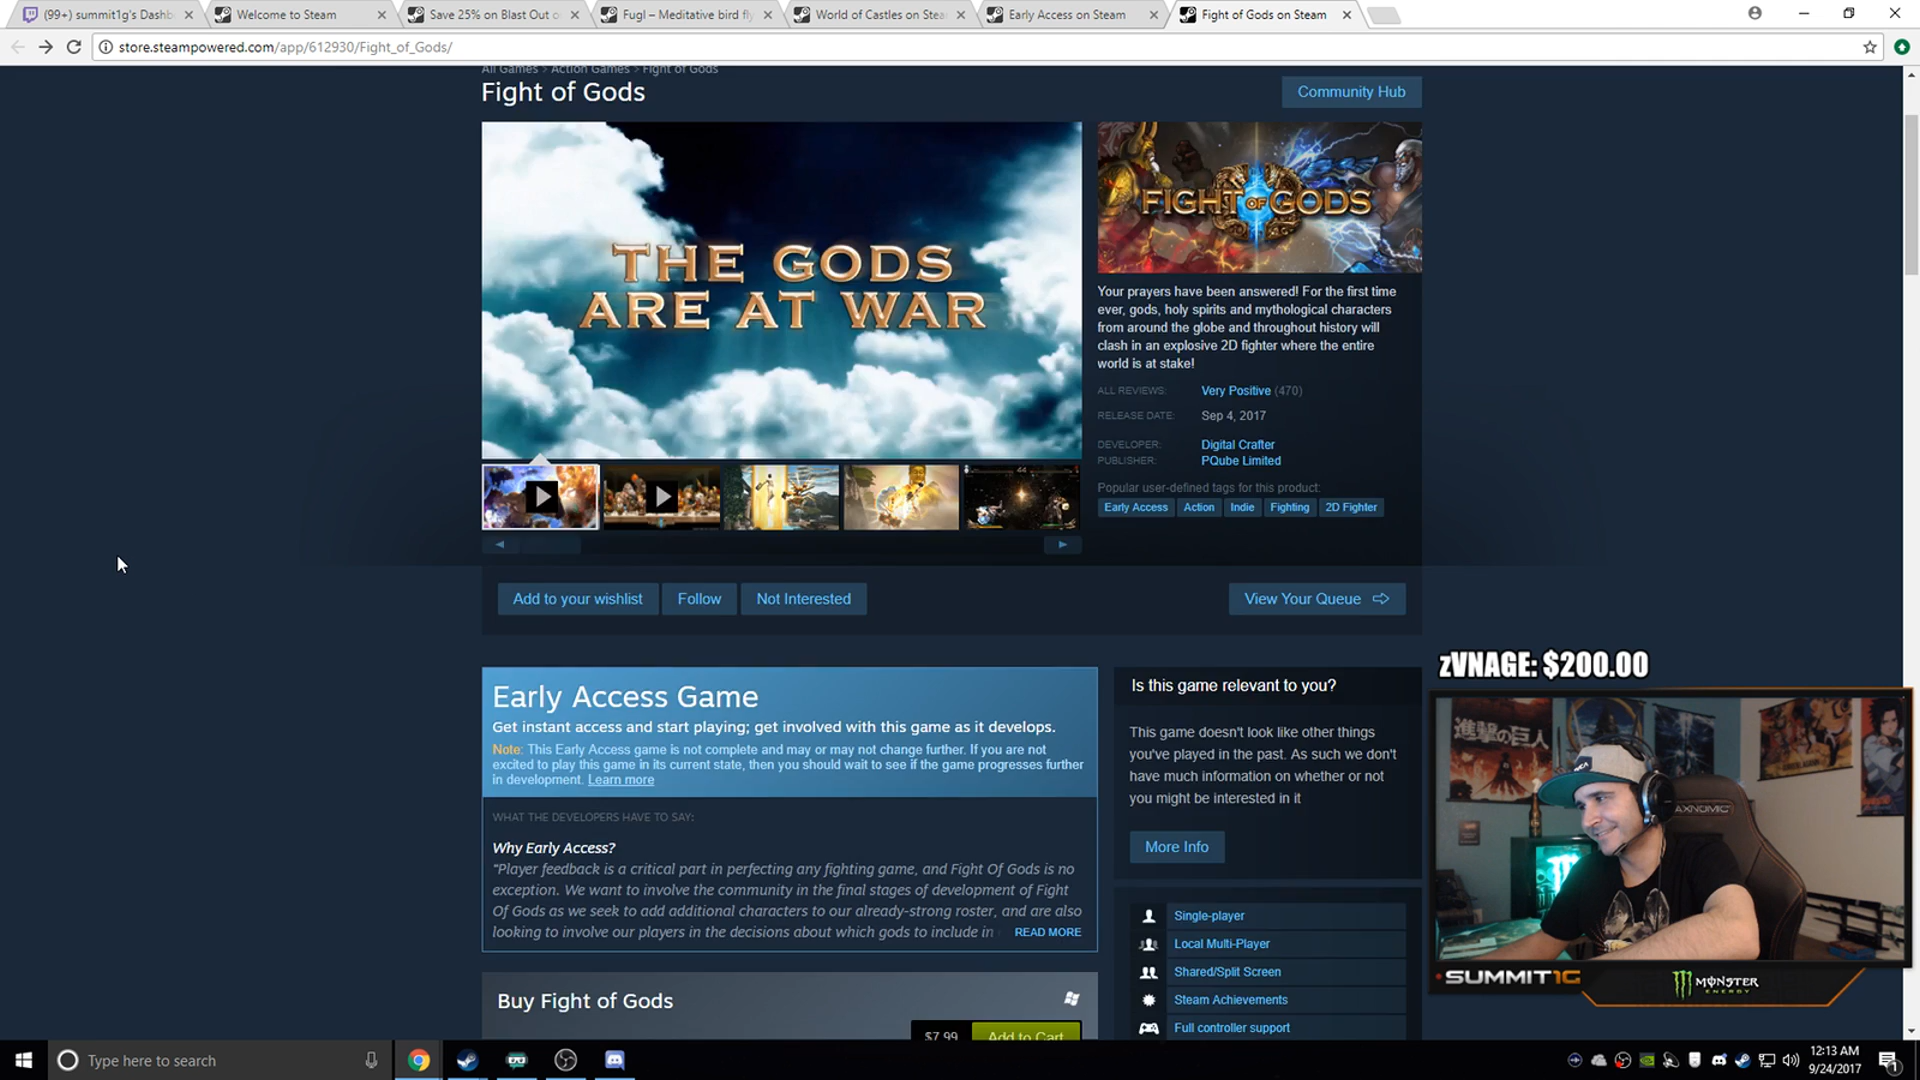 (99+) summit1g's Dashb
Welcome to Steam
Save 25% on Blast Out o
Fugl – Meditative bird fl
World of Castles on Stea
Early Access on Steam
Fight of Gods on Steam
store.steampowered.com/app/612930/Fight_of_Gods/
All Games > Action Games > Fight of Gods
Fight of Gods
Community Hub
THE GODS
ARE AT WAR
FIGHT OF GODS
Your prayers have been answered! For the first time
ever, gods, holy spirits and mythological characters
from around the globe and throughout history will
clash in an explosive 2D fighter where the entire
world is at stake!
ALL REVIEWS: Very Positive (470)
RELEASE DATE: Sep 4, 2017
DEVELOPER: Digital Crafter
PUBLISHER: PQube Limited
Popular user-defined tags for this product:
Early Access Action Indie Fighting 2D Fighter
44
Add to your wishlist
Follow
Not Interested
View Your Queue
Early Access Game
Get instant access and start playing; get involved with this game as it develops.
Note: This Early Access game is not complete and may or may not change further. If you are not
excited to play this game in its current state, then you should wait to see if the game progresses further
in development. Learn more
WHAT THE DEVELOPERS HAVE TO SAY:
Why Early Access?
“Player feedback is a critical part in perfecting any fighting game, and Fight Of Gods is no
exception. We want to involve the community in the final stages of development of Fight
Of Gods as we seek to add additional characters to our already-strong roster, and are also
looking to involve our players in the decisions about which gods to include in
READ MORE
Buy Fight of Gods
$7.99
Add to Cart
Is this game relevant to you?
This game doesn't look like other things
you've played in the past. As such we don't
have much information on whether or not
you might be interested in it
More Info
Single-player
Local Multi-Player
Shared/Split Screen
Steam Achievements
Full controller support
zVNAGE: $200.00
進撃の巨人
AXNOMIC
SUMMIT1G
MONSTER
ENERGY
Type here to search
12:13 AM
9/24/2017
1